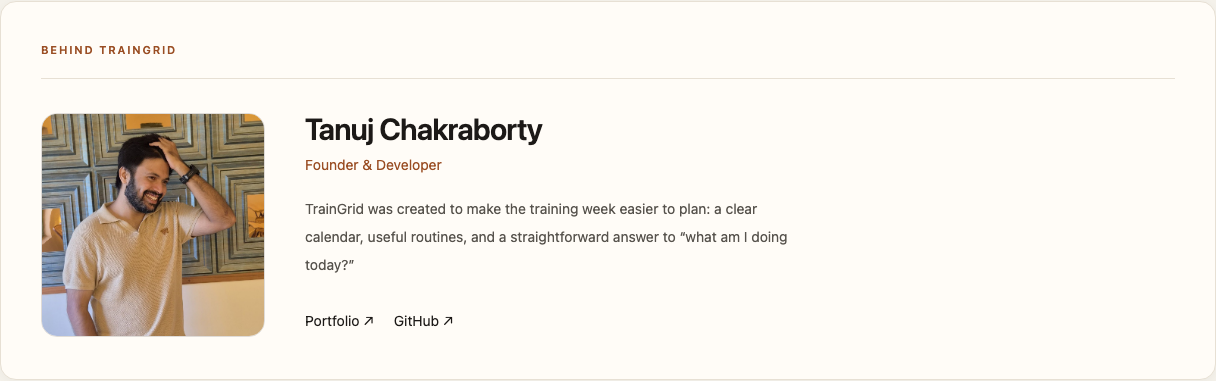 BEHIND TRAINGRID
Tanuj Chakraborty
Founder & Developer
TrainGrid was created to make the training week easier to plan: a clear
calendar, useful routines, and a straightforward answer to “what am I doing
today?”
Portfolio ↗ GitHub ↗